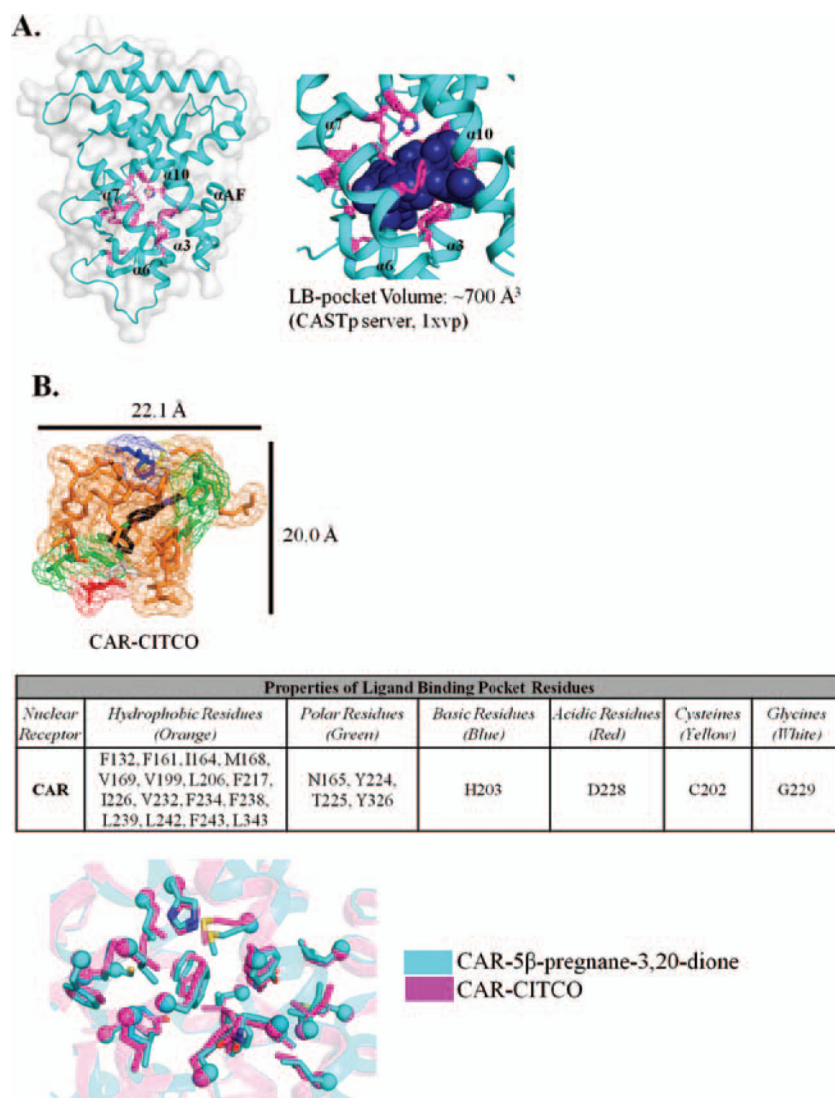 A.
α10
α7
αAF
α3
α6
α7
α10
α3
α6
LB-pocket Volume: ~700 Å³
(CASTp server, 1xvp)
B.
22.1 Å
20.0 Å
CAR-CITCO
Properties of Ligand Binding Pocket Residues
Nuclear Receptor
Hydrophobic Residues (Orange)
Polar Residues (Green)
Basic Residues (Blue)
Acidic Residues (Red)
Cysteines (Yellow)
Glycines (White)
CAR
F132, F161, I164, M168,
V169, V199, L206, F217,
I226, V232, F234, F238,
L239, L242, F243, L343
N165, Y224,
T225, Y326
H203
D228
C202
G229
CAR-5β-pregnane-3,20-dione
CAR-CITCO